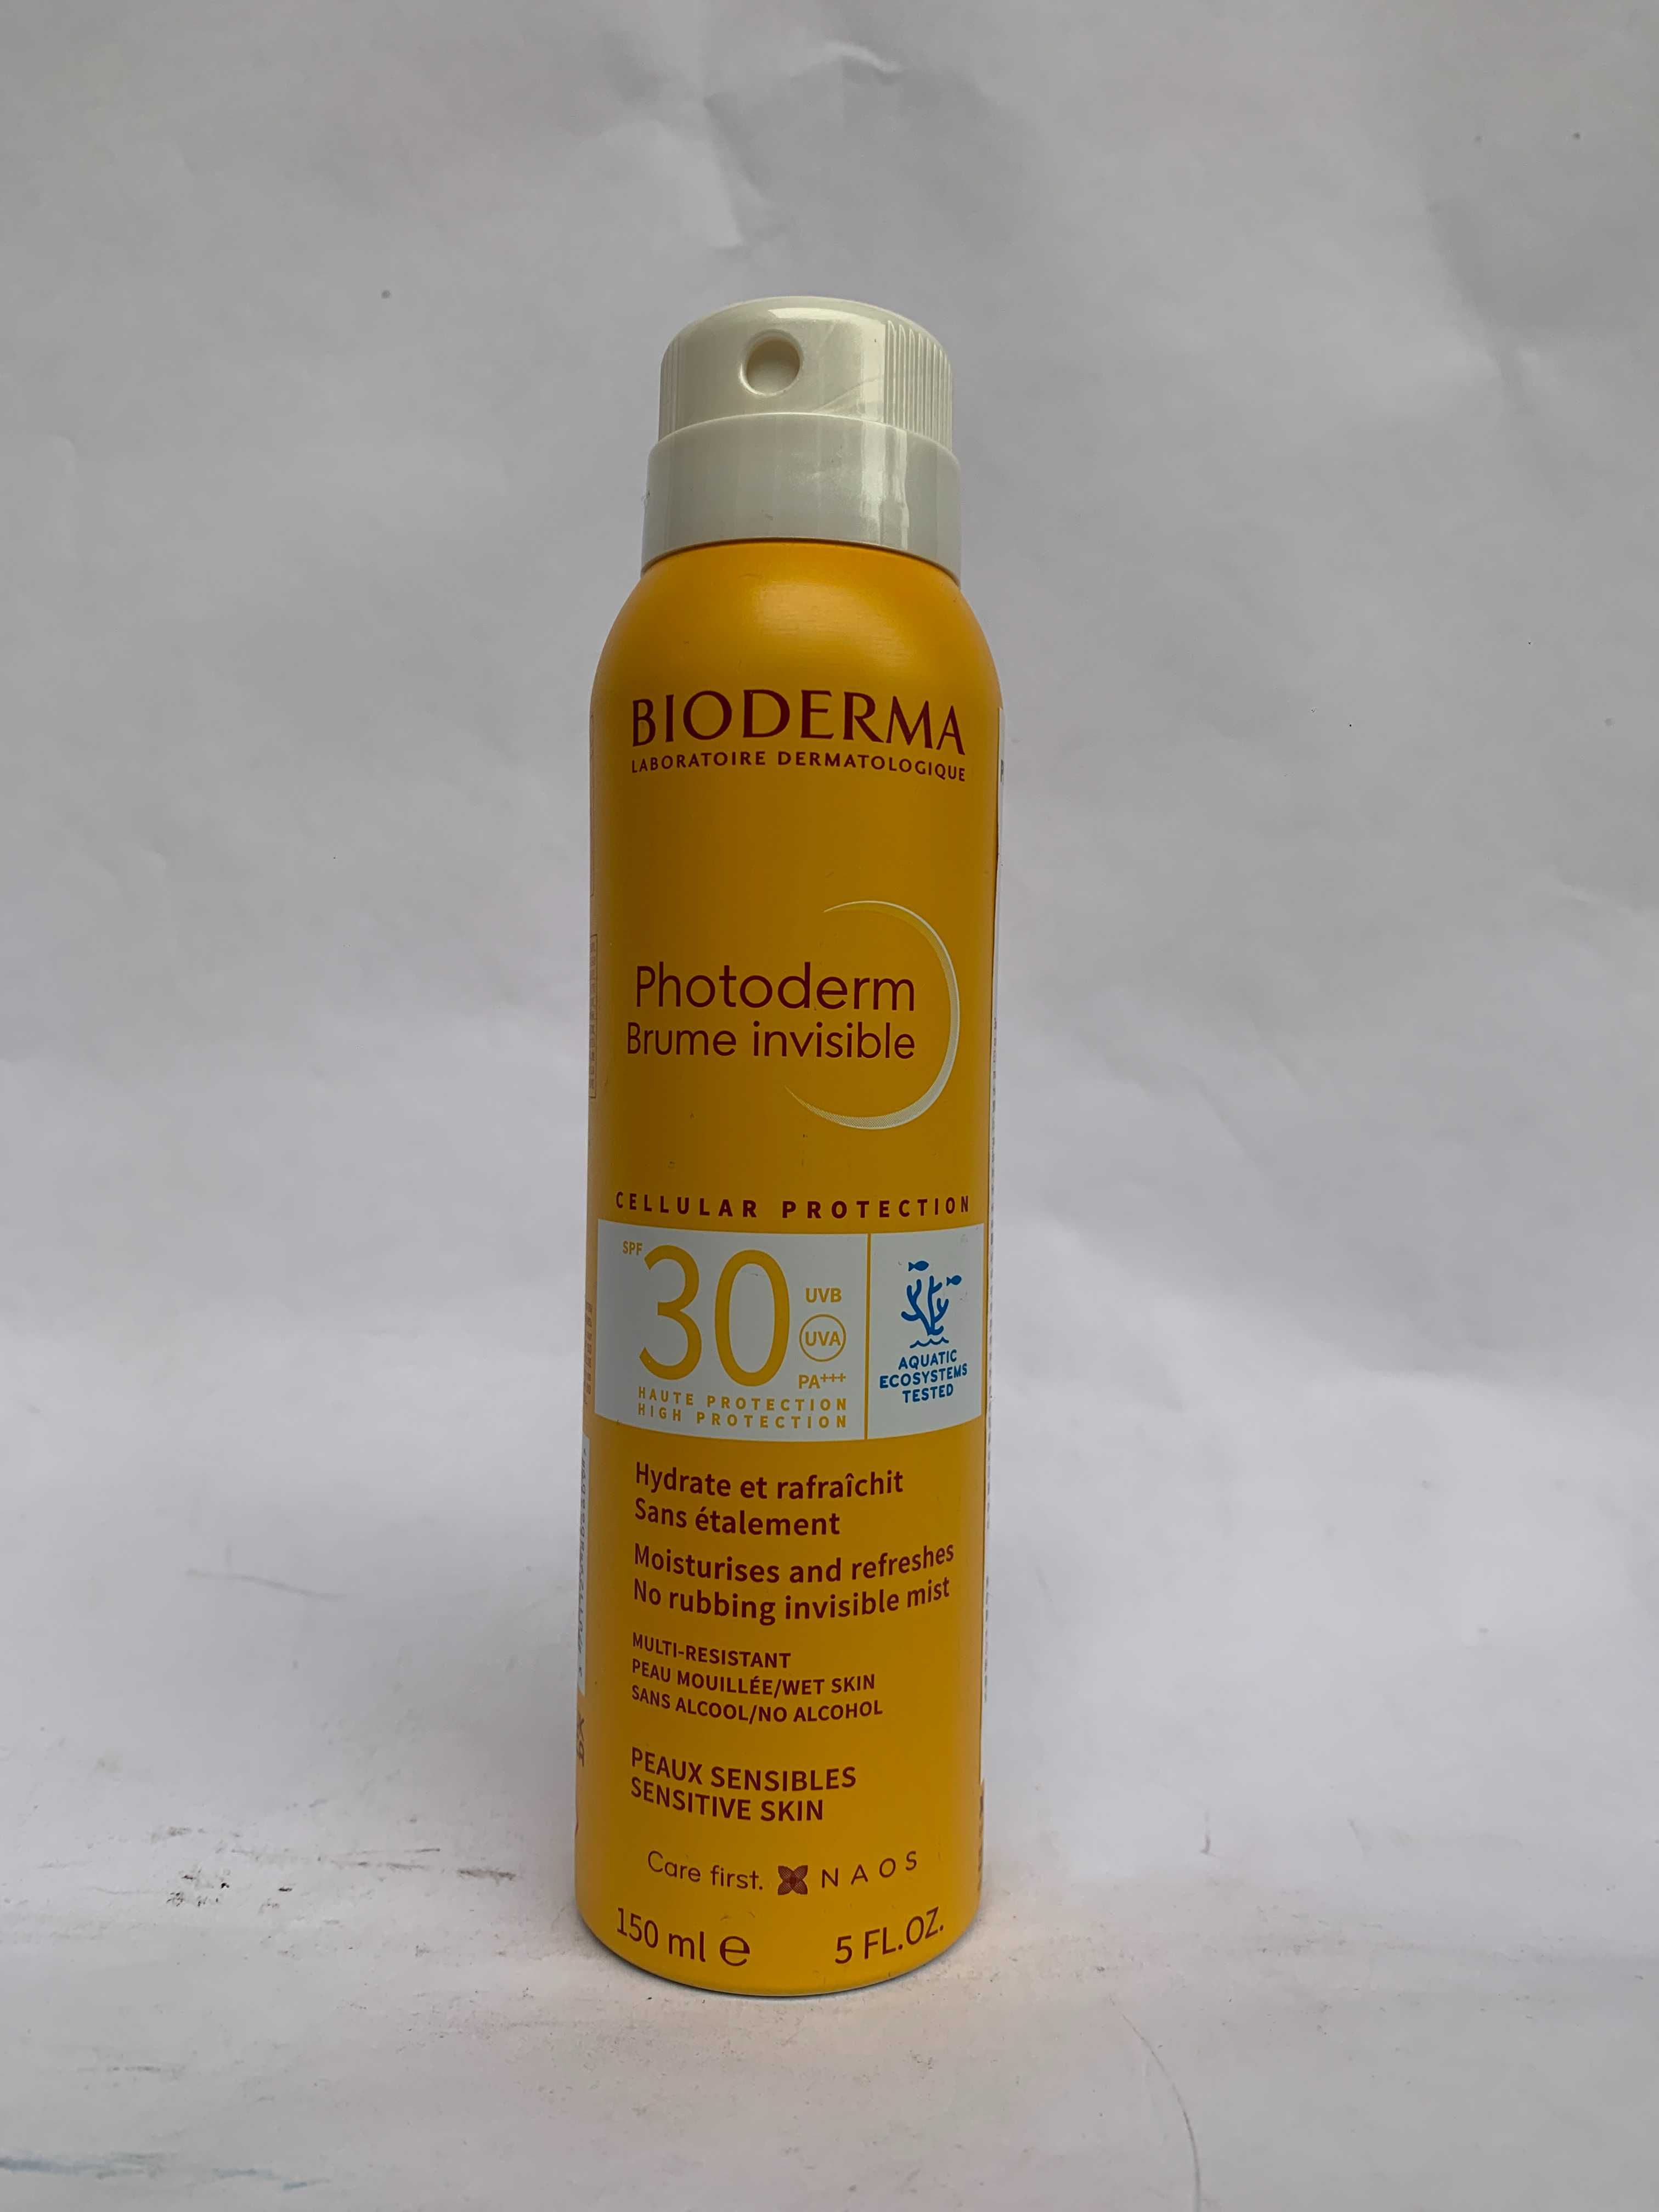 BIODERMA
LABORATOIRE DERMATOLOGIQUE
Photoderm
Brume invisible
CELLULAR PROTECTION
SPF 30 UVB
UVA
PA+++
HAUTE PROTECTION
HIGH PROTECTION
AQUATIC
ECOSYSTEMS
TESTED
Hydrate et rafraîchit
Sans étalement
Moisturises and refreshes
No rubbing invisible mist
MULTI-RESISTANT
PEAU MOUILLÉE/WET SKIN
SANS ALCOOL/NO ALCOHOL
PEAUX SENSIBLES
SENSITIVE SKIN
Care first. NAOS
150 ml e 5 FL.OZ.